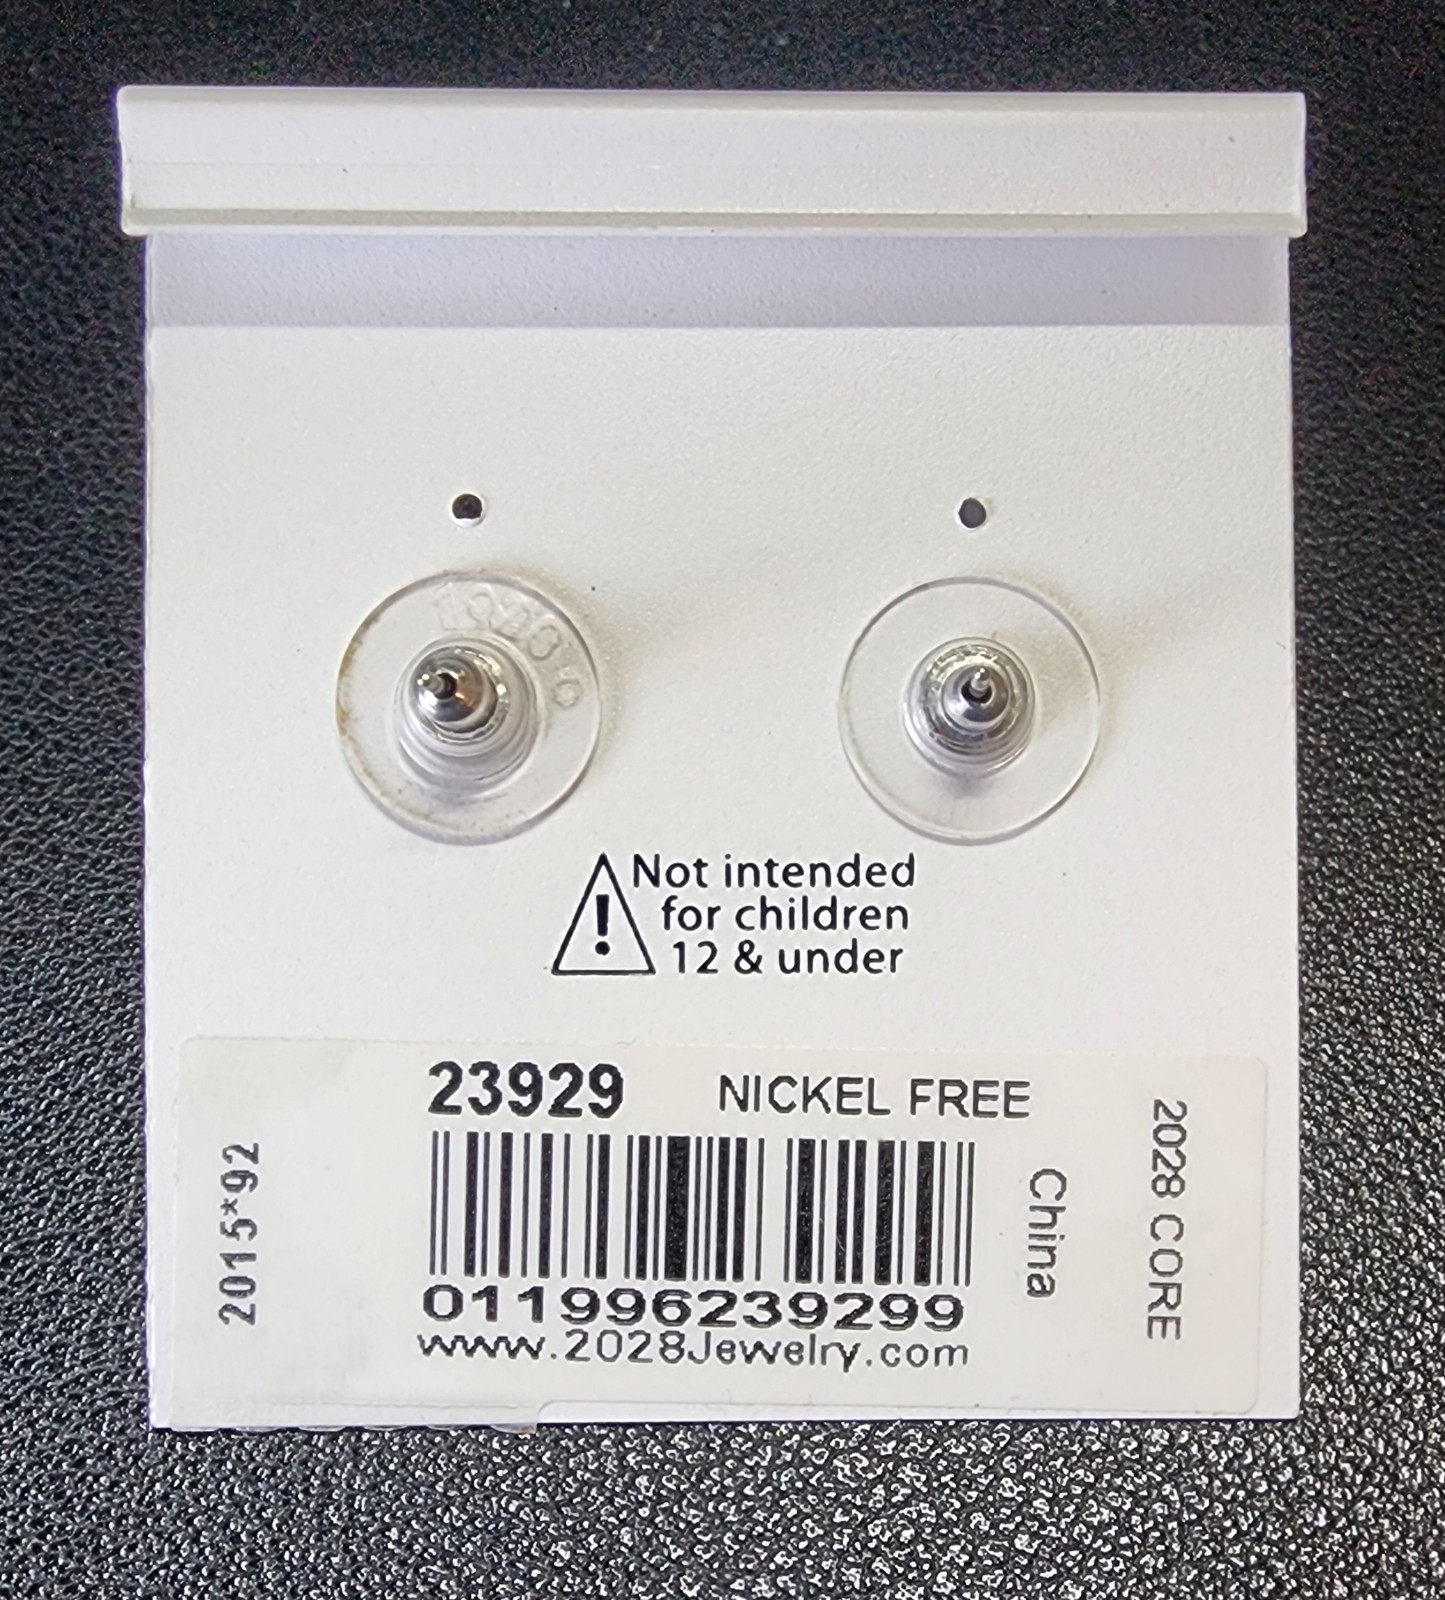 Not intended
for children
12 & under
23929 NICKEL FREE
2015*92
011996239299
www.2028Jewelry.com
China
2028 CORE